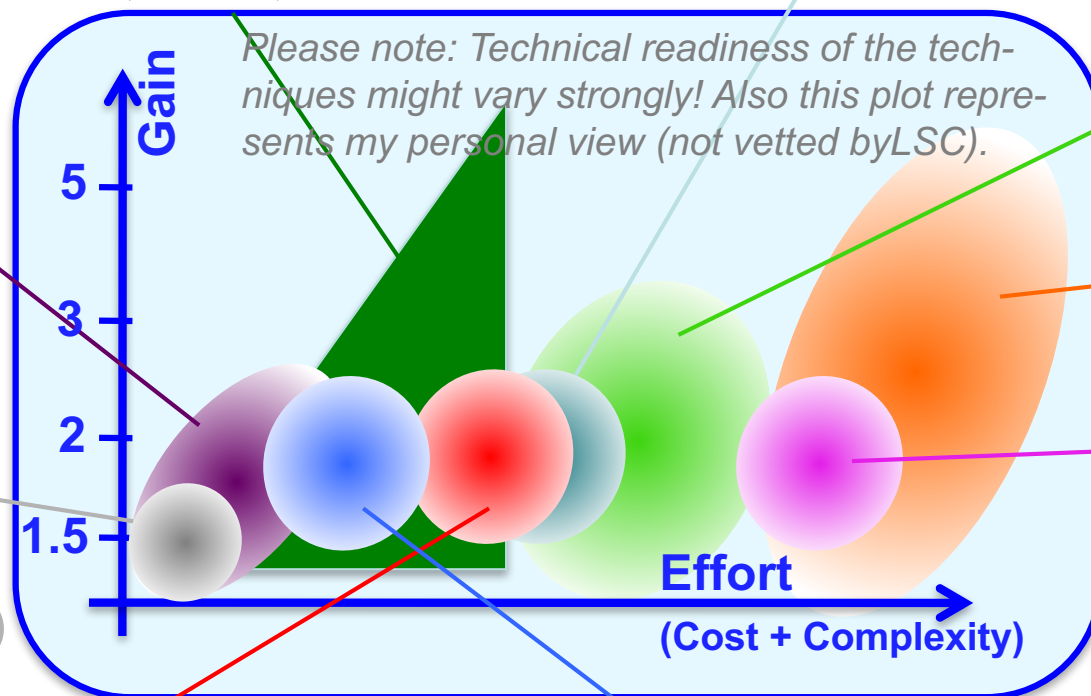 Please note: Technical readiness of the tech-
niques might vary strongly! Also this plot repre-
sents my personal view (not vetted byLSC).
Gain
5
3
2
1.5
Effort
(Cost + Complexity)